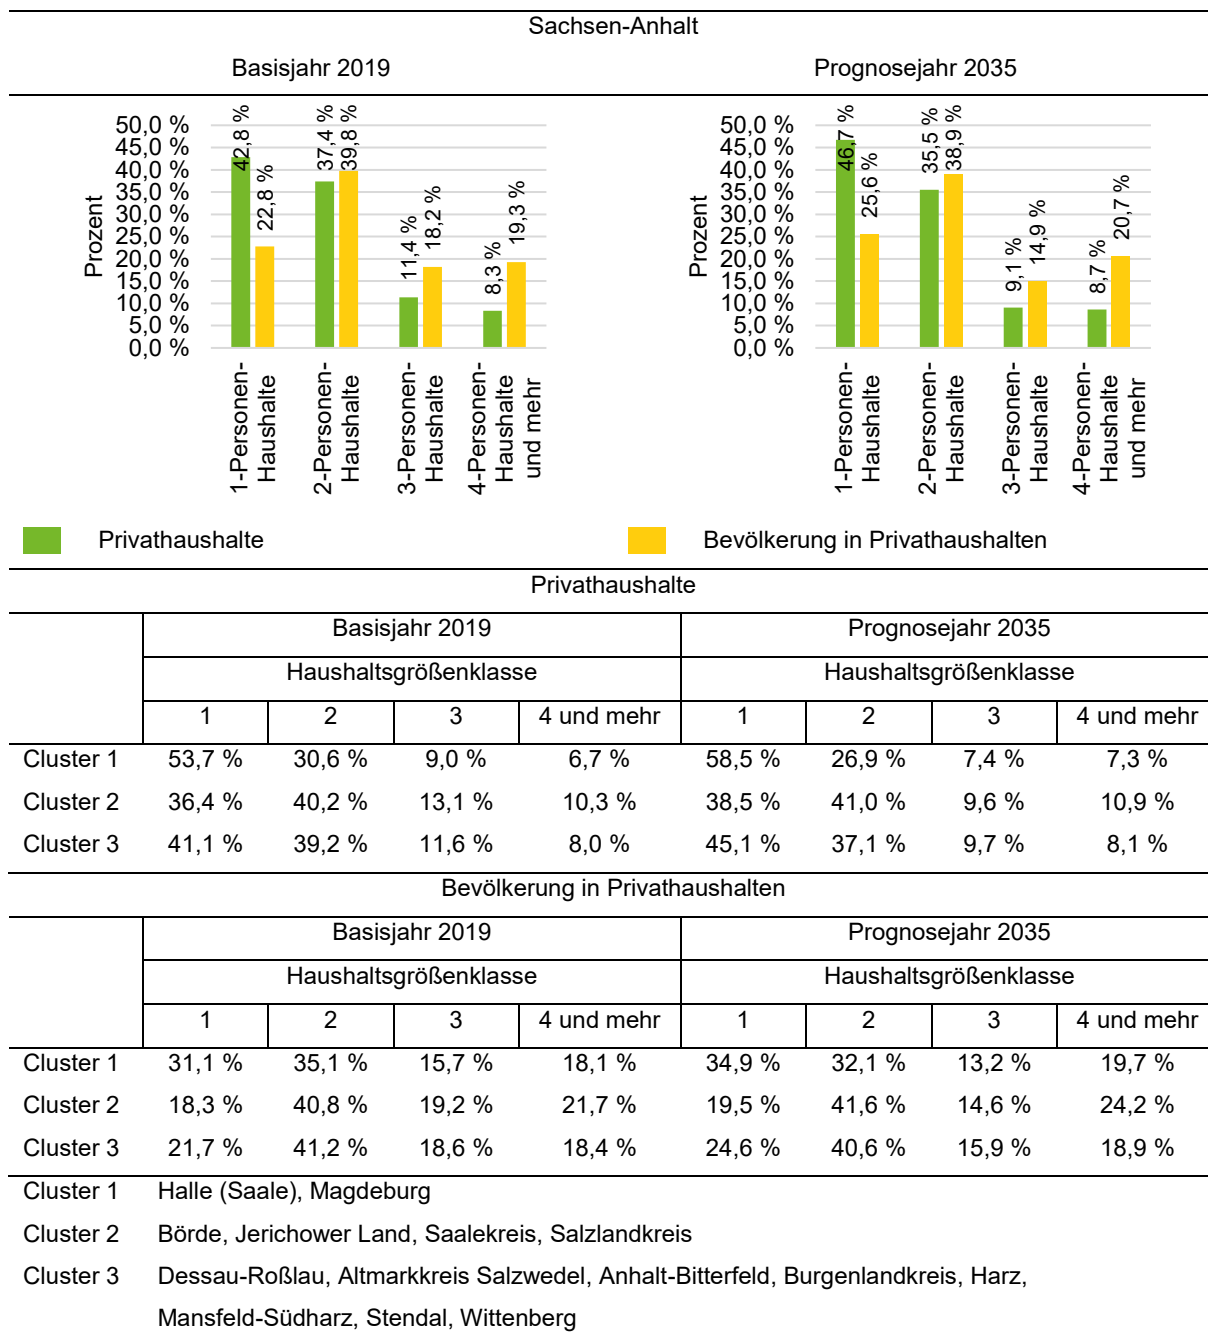 Sachsen-Anhalt
Basisjahr 2019
Prognosejahr 2035
Prozent
50,0 %
45,0 %
40,0 %
35,0 %
30,0 %
25,0 %
20,0 %
15,0 %
10,0 %
5,0 %
0,0 %
42,8 %
22,8 %
37,4 %
39,8 %
11,4 %
18,2 %
8,3 %
19,3 %
1-Personen-
Haushalte
2-Personen-
Haushalte
3-Personen-
Haushalte
4-Personen-
Haushalte
und mehr
Prozent
50,0 %
45,0 %
40,0 %
35,0 %
30,0 %
25,0 %
20,0 %
15,0 %
10,0 %
5,0 %
0,0 %
46,7 %
25,6 %
35,5 %
38,9 %
9,1 %
14,9 %
8,7 %
20,7 %
1-Personen-
Haushalte
2-Personen-
Haushalte
3-Personen-
Haushalte
4-Personen-
Haushalte
und mehr
Privathaushalte Bevölkerung in Privathaushalten
Privathaushalte
Basisjahr 2019 Prognosejahr 2035
Haushaltsgrößenklasse Haushaltsgrößenklasse
1 2 3 4 und mehr 1 2 3 4 und mehr
Cluster 1 53,7 % 30,6 % 9,0 % 6,7 % 58,5 % 26,9 % 7,4 % 7,3 %
Cluster 2 36,4 % 40,2 % 13,1 % 10,3 % 38,5 % 41,0 % 9,6 % 10,9 %
Cluster 3 41,1 % 39,2 % 11,6 % 8,0 % 45,1 % 37,1 % 9,7 % 8,1 %
Bevölkerung in Privathaushalten
Basisjahr 2019 Prognosejahr 2035
Haushaltsgrößenklasse Haushaltsgrößenklasse
1 2 3 4 und mehr 1 2 3 4 und mehr
Cluster 1 31,1 % 35,1 % 15,7 % 18,1 % 34,9 % 32,1 % 13,2 % 19,7 %
Cluster 2 18,3 % 40,8 % 19,2 % 21,7 % 19,5 % 41,6 % 14,6 % 24,2 %
Cluster 3 21,7 % 41,2 % 18,6 % 18,4 % 24,6 % 40,6 % 15,9 % 18,9 %
Cluster 1 Halle (Saale), Magdeburg
Cluster 2 Börde, Jerichower Land, Saalekreis, Salzlandkreis
Cluster 3 Dessau-Roßlau, Altmarkkreis Salzwedel, Anhalt-Bitterfeld, Burgenlandkreis, Harz,
Mansfeld-Südharz, Stendal, Wittenberg